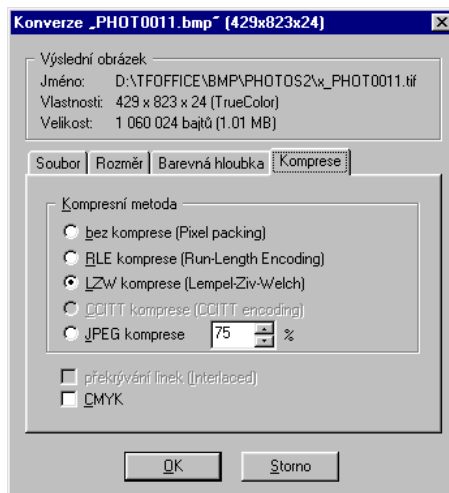 Konverze „PHOT0011.bmp" (429x823x24)
Výslední obrázek
Jméno: D:\TFOFFICE\BMP\PHOTOS2\x_PHOT0011.tif
Vlastnosti: 429 x 823 x 24 (TrueColor)
Velikost: 1 060 024 bajtů (1.01 MB)
Soubor Rozměr Barevná hloubka Komprese
Kompresní metoda
bez komprese (Pixel packing)
RLE komprese (Run-Length Encoding)
LZW komprese (Lempel-Ziv-Welch)
CCITT komprese (CCITT encoding)
JPEG komprese 75 %
překrývání linek (Interlaced)
CMYK
OK Storno